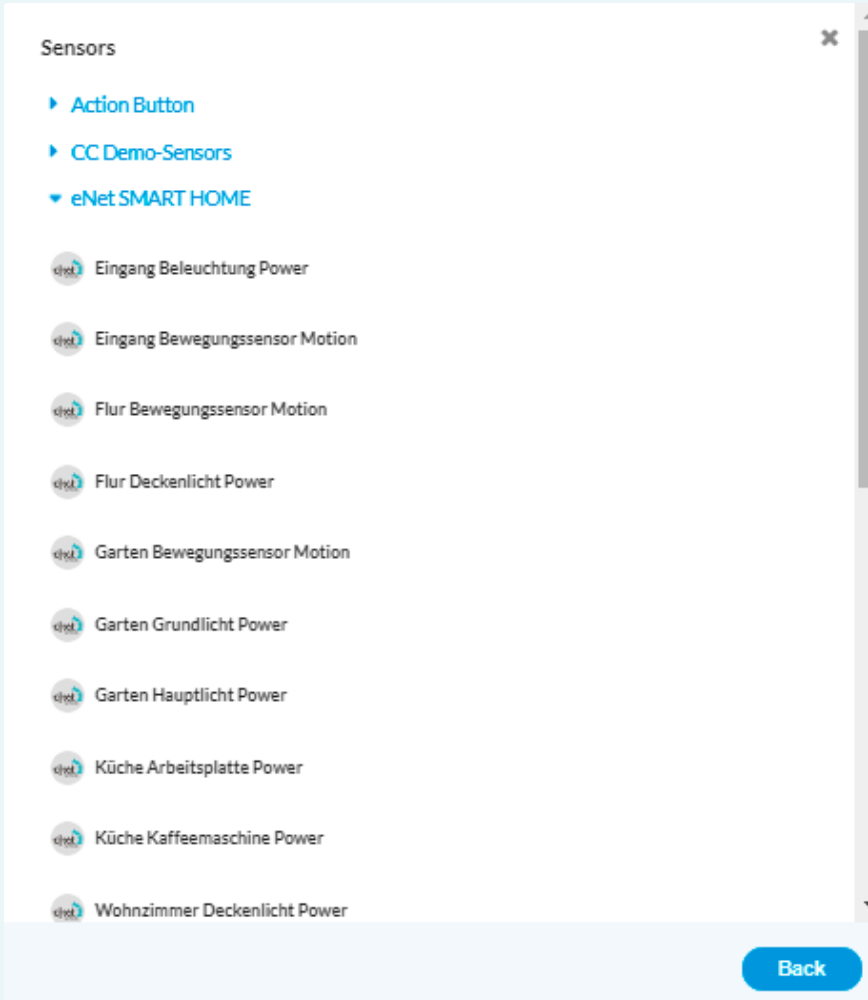 Sensors
Action Button
CC Demo-Sensors
eNet SMART HOME
Eingang Beleuchtung Power
Eingang Bewegungssensor Motion
Flur Bewegungssensor Motion
Flur Deckenlicht Power
Garten Bewegungssensor Motion
Garten Grundlicht Power
Garten Hauptlicht Power
Küche Arbeitsplatte Power
Küche Kaffeemaschine Power
Wohnzimmer Deckenlicht Power
Back